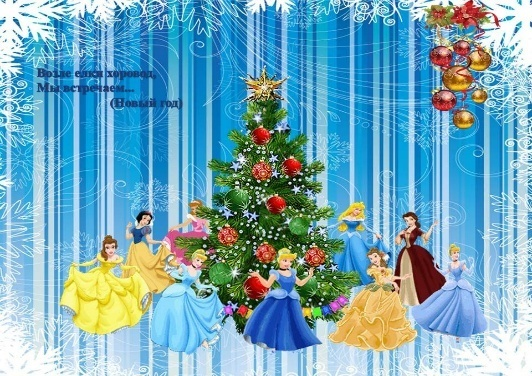 Возле елки хоровод,
Мы встречаем...
(Новый год)